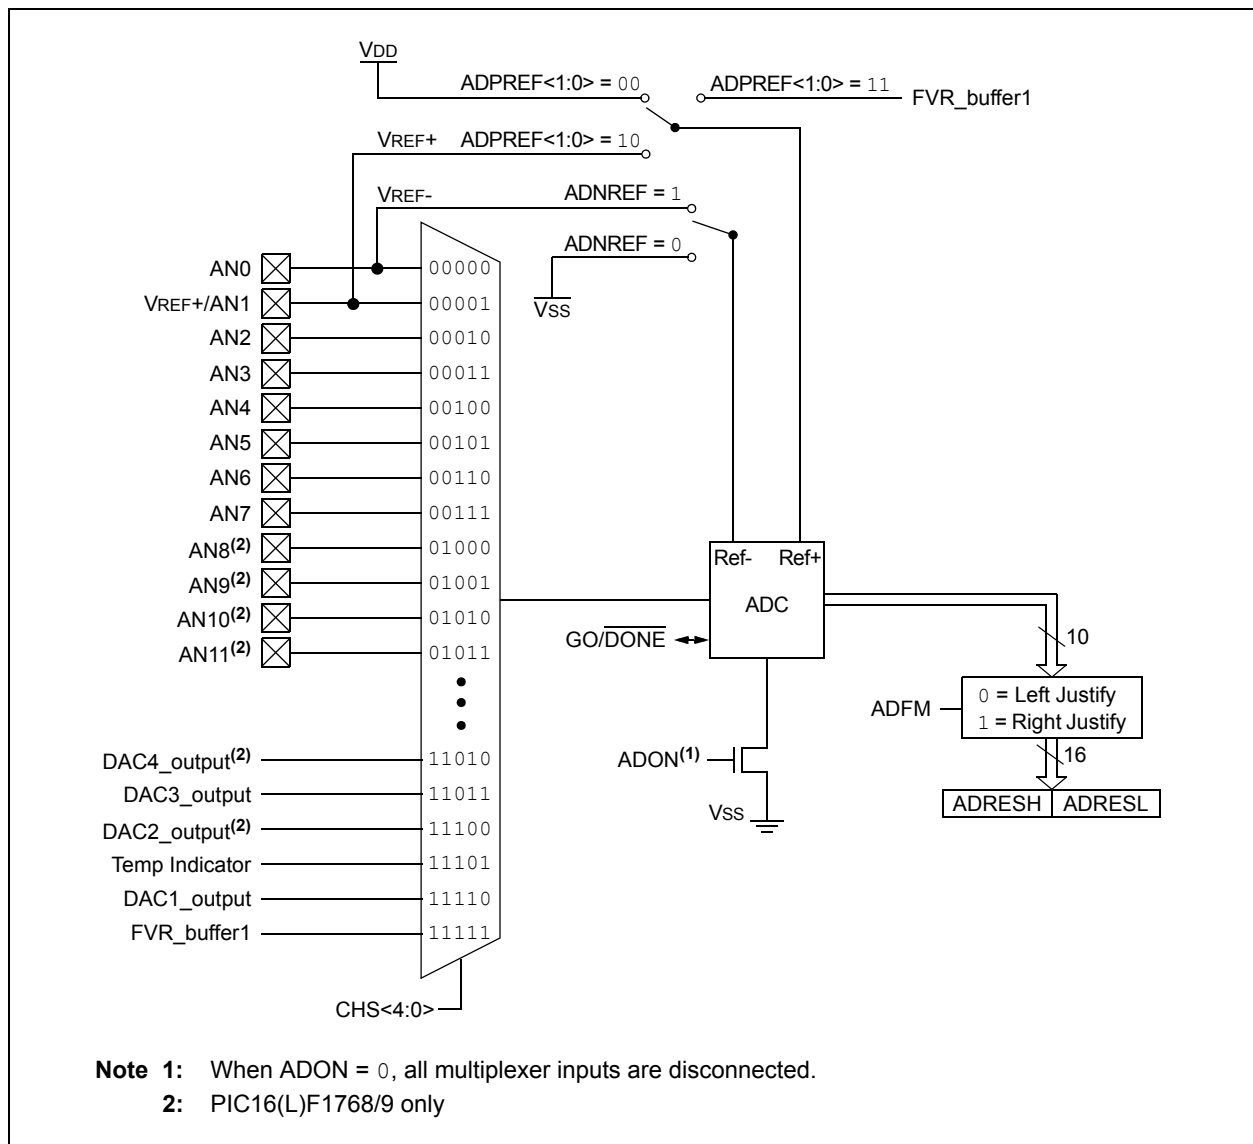 VDD
ADPREF<1:0> = 00
ADPREF<1:0> = 11
FVR_buffer1
VREF+ ADPREF<1:0> = 10
VREF- ADNREF = 1
ADNREF = 0
VSS
AN0 00000
VREF+/AN1 00001
AN2 00010
AN3 00011
AN4 00100
AN5 00101
AN6 00110
AN7 00111
AN8(2) 01000
AN9(2) 01001
AN10(2) 01010
AN11(2) 01011
DAC4_output(2) 11010
DAC3_output 11011
DAC2_output(2) 11100
Temp Indicator 11101
DAC1_output 11110
FVR_buffer1 11111
CHS<4:0>
Ref- Ref+
ADC
GO/DONE
10
ADFM
0 = Left Justify
1 = Right Justify
16
ADRESH ADRESL
ADON(1)
VSS
Note 1: When ADON = 0, all multiplexer inputs are disconnected.
2: PIC16(L)F1768/9 only